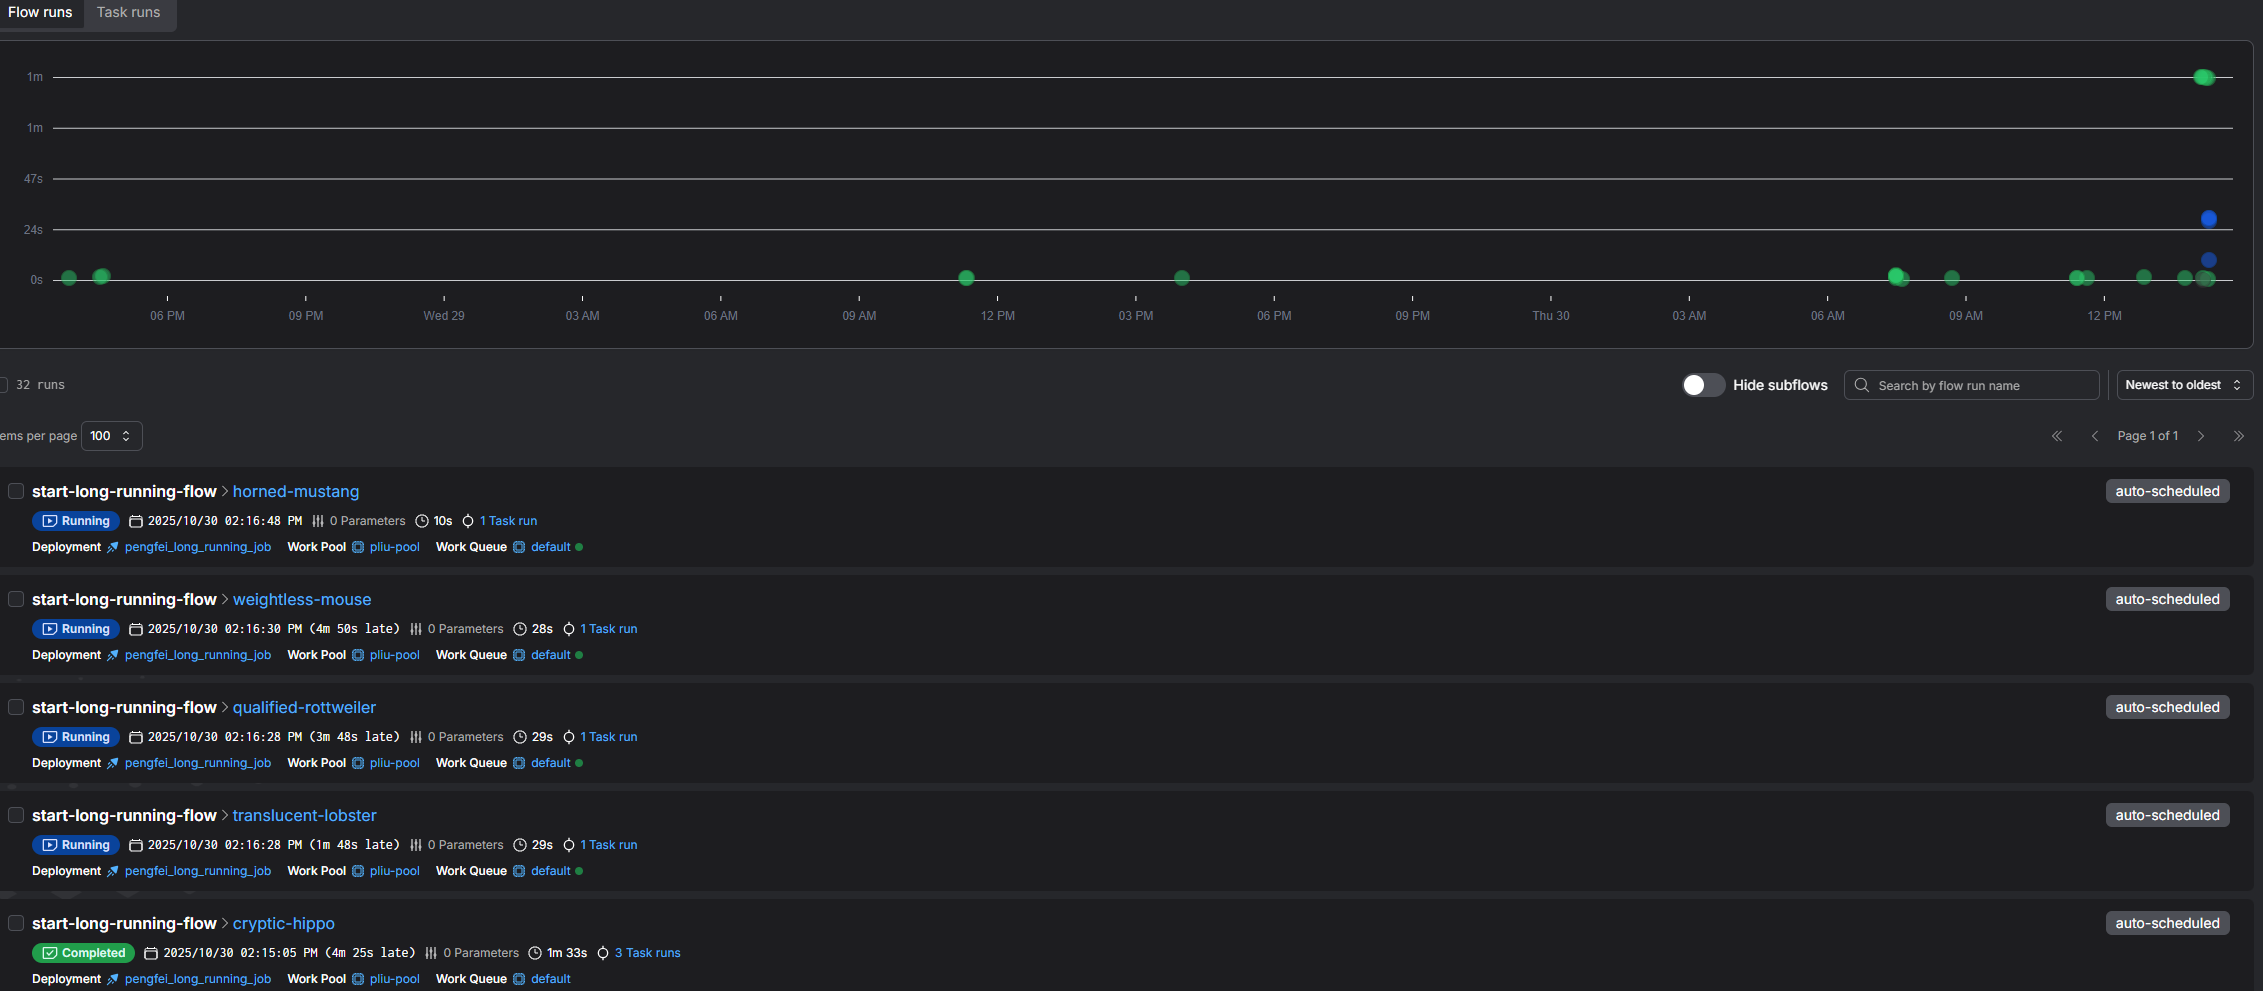 Flow runs Task runs
1m
1m
47s
24s
0s
06 PM 09 PM Wed 29 03 AM 06 AM 09 AM 12 PM 03 PM 06 PM 09 PM Thu 30 03 AM 06 AM 09 AM 12 PM
32 runs Hide subflows Search by flow run name Newest to oldest
ems per page 100 Page 1 of 1
start-long-running-flow > horned-mustang auto-scheduled
Running 2025/10/30 02:16:48 PM 0 Parameters 10s 1 Task run
Deployment pengfei_long_running_job Work Pool pliu-pool Work Queue default
start-long-running-flow > weightless-mouse auto-scheduled
Running 2025/10/30 02:16:30 PM (4m 50s late) 0 Parameters 28s 1 Task run
Deployment pengfei_long_running_job Work Pool pliu-pool Work Queue default
start-long-running-flow > qualified-rottweiler auto-scheduled
Running 2025/10/30 02:16:28 PM (3m 48s late) 0 Parameters 29s 1 Task run
Deployment pengfei_long_running_job Work Pool pliu-pool Work Queue default
start-long-running-flow > translucent-lobster auto-scheduled
Running 2025/10/30 02:16:28 PM (1m 48s late) 0 Parameters 29s 1 Task run
Deployment pengfei_long_running_job Work Pool pliu-pool Work Queue default
start-long-running-flow > cryptic-hippo auto-scheduled
Completed 2025/10/30 02:15:05 PM (4m 25s late) 0 Parameters 1m 33s 3 Task runs
Deployment pengfei_long_running_job Work Pool pliu-pool Work Queue default